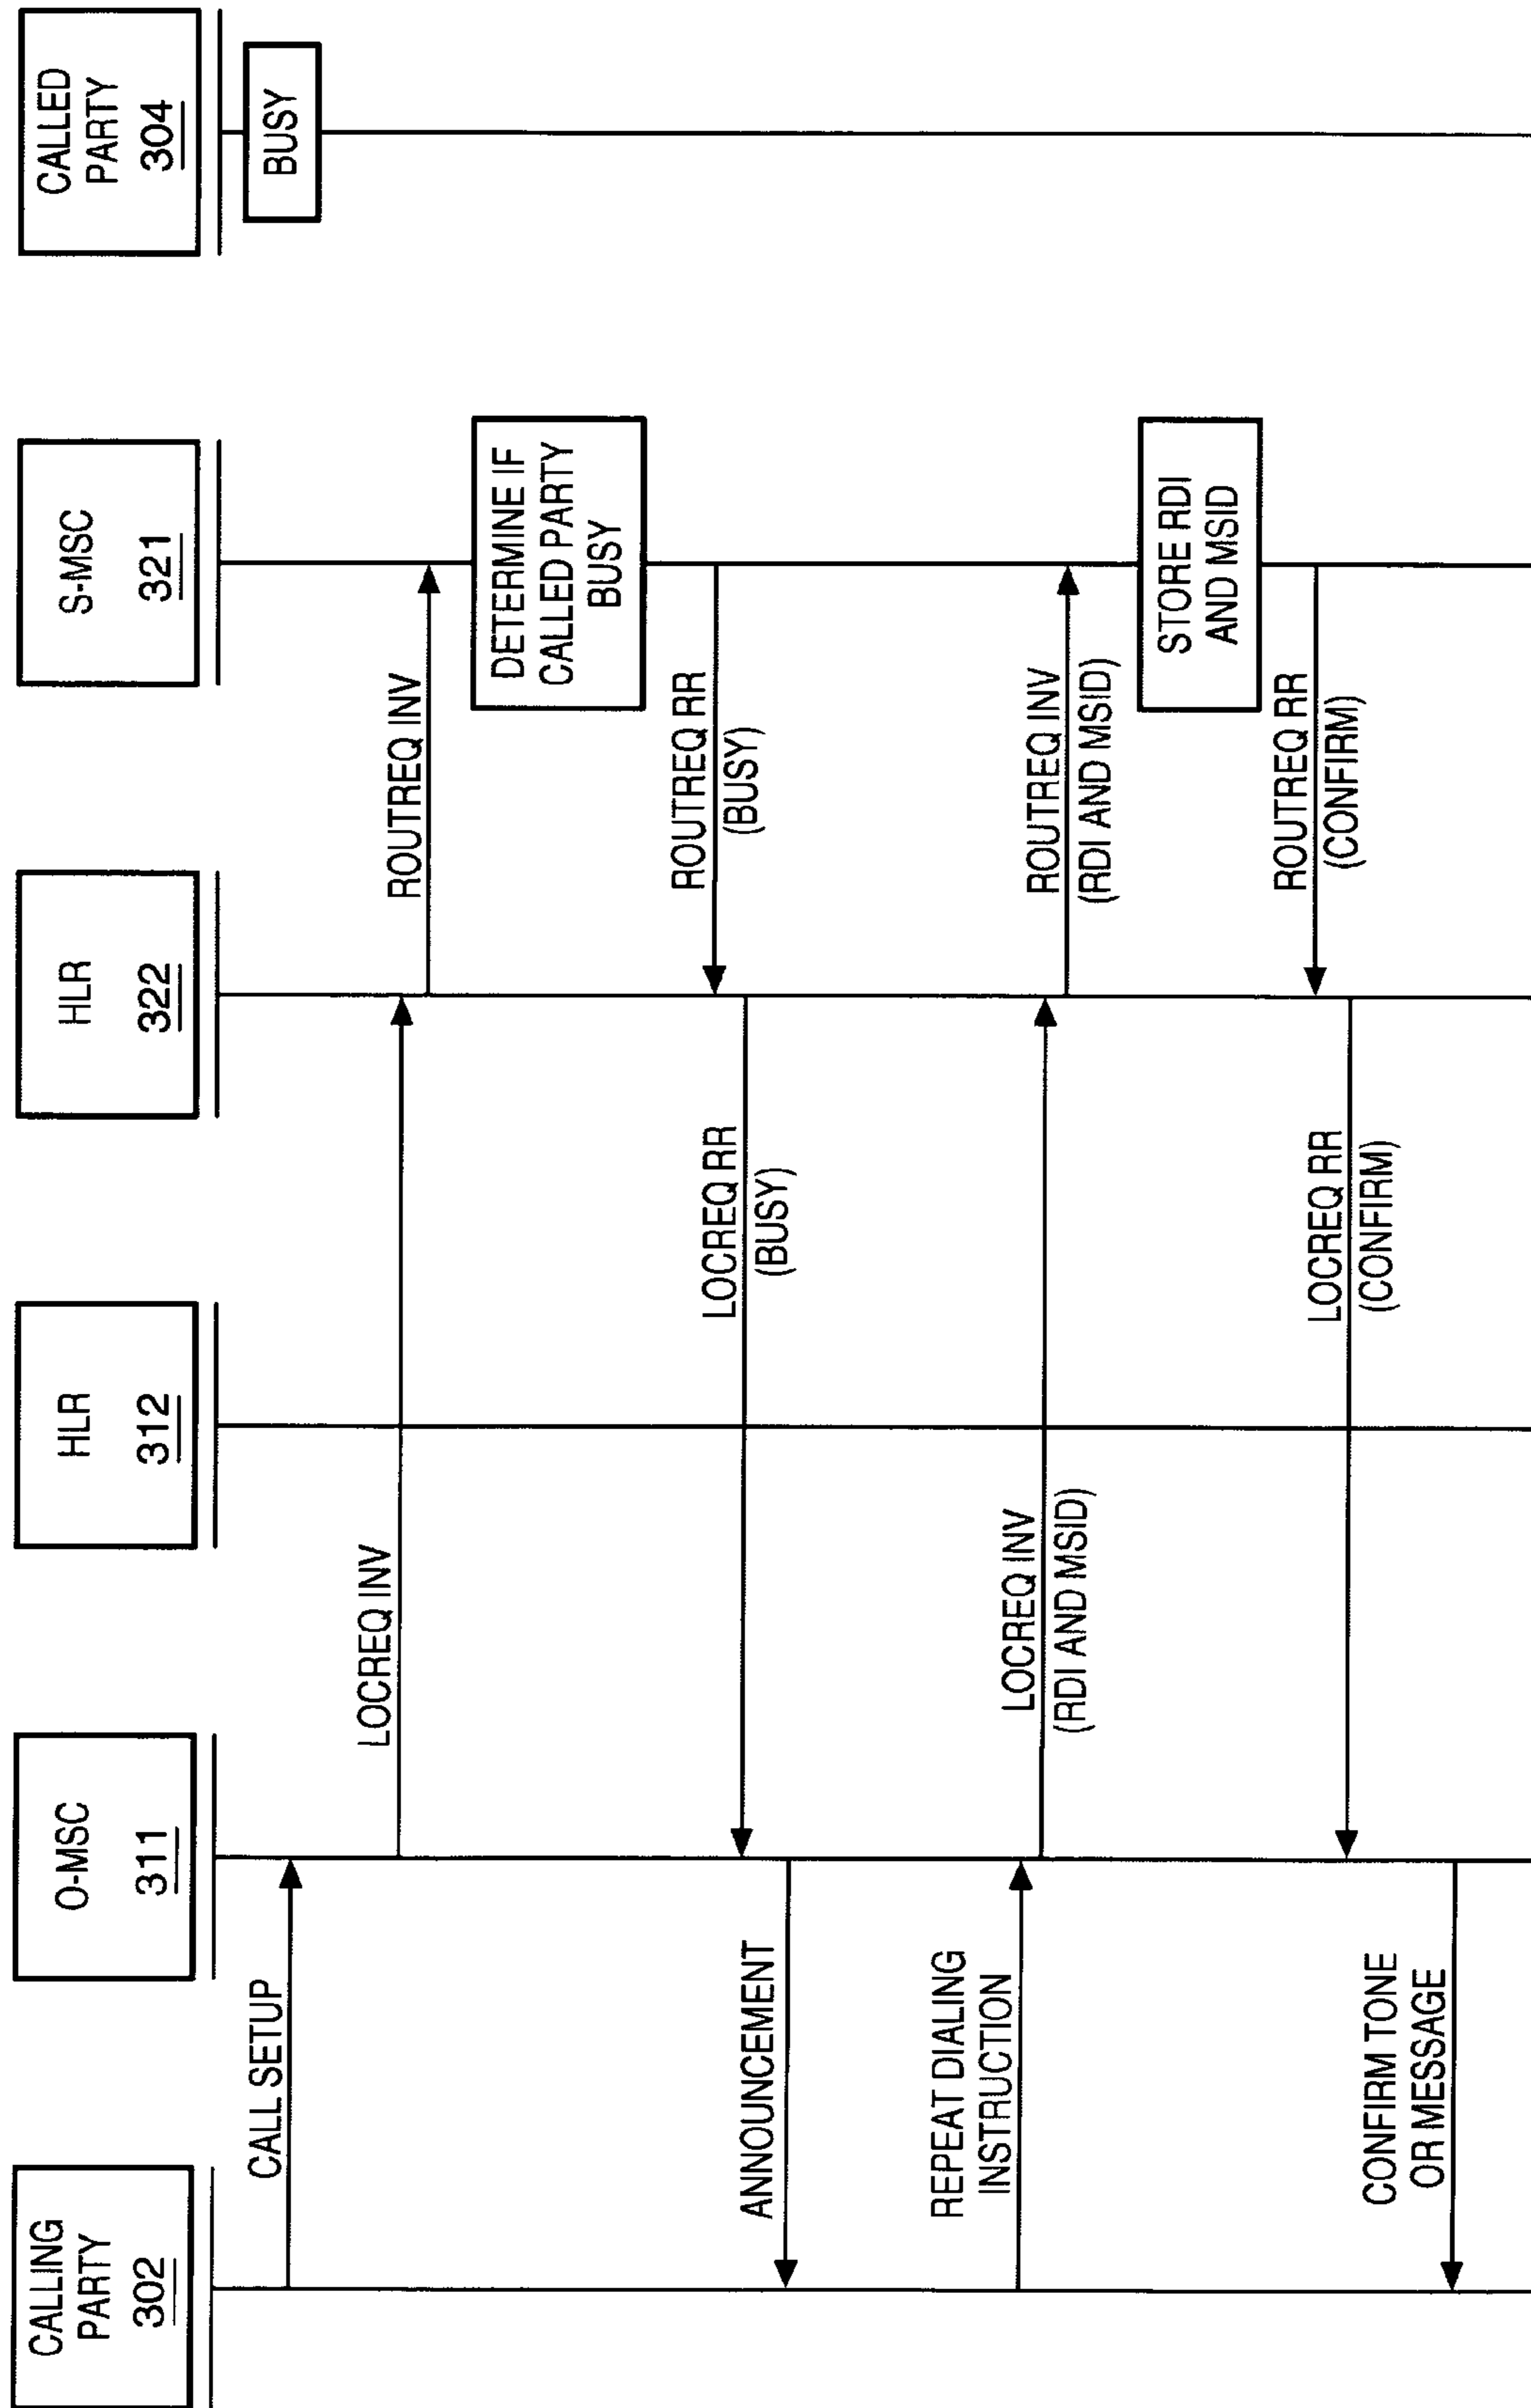 CALLING
PARTY
302
O-MSC
311
HLR
312
HLR
322
S-MSC
321
CALLED
PARTY
304
BUSY
CALL SETUP
LOCREQ INV
ROUTREQ INV
DETERMINE IF
CALLED PARTY
BUSY
ROUTREQ RR
(BUSY)
LOCREQ RR
(BUSY)
ANNOUNCEMENT
REPEAT DIALING
INSTRUCTION
LOCREQ INV
(RDI AND MSID)
ROUTREQ INV
(RDI AND MSID)
STORE RDI
AND MSID
ROUTREQ RR
(CONFIRM)
LOCREQ RR
(CONFIRM)
CONFIRM TONE
OR MESSAGE